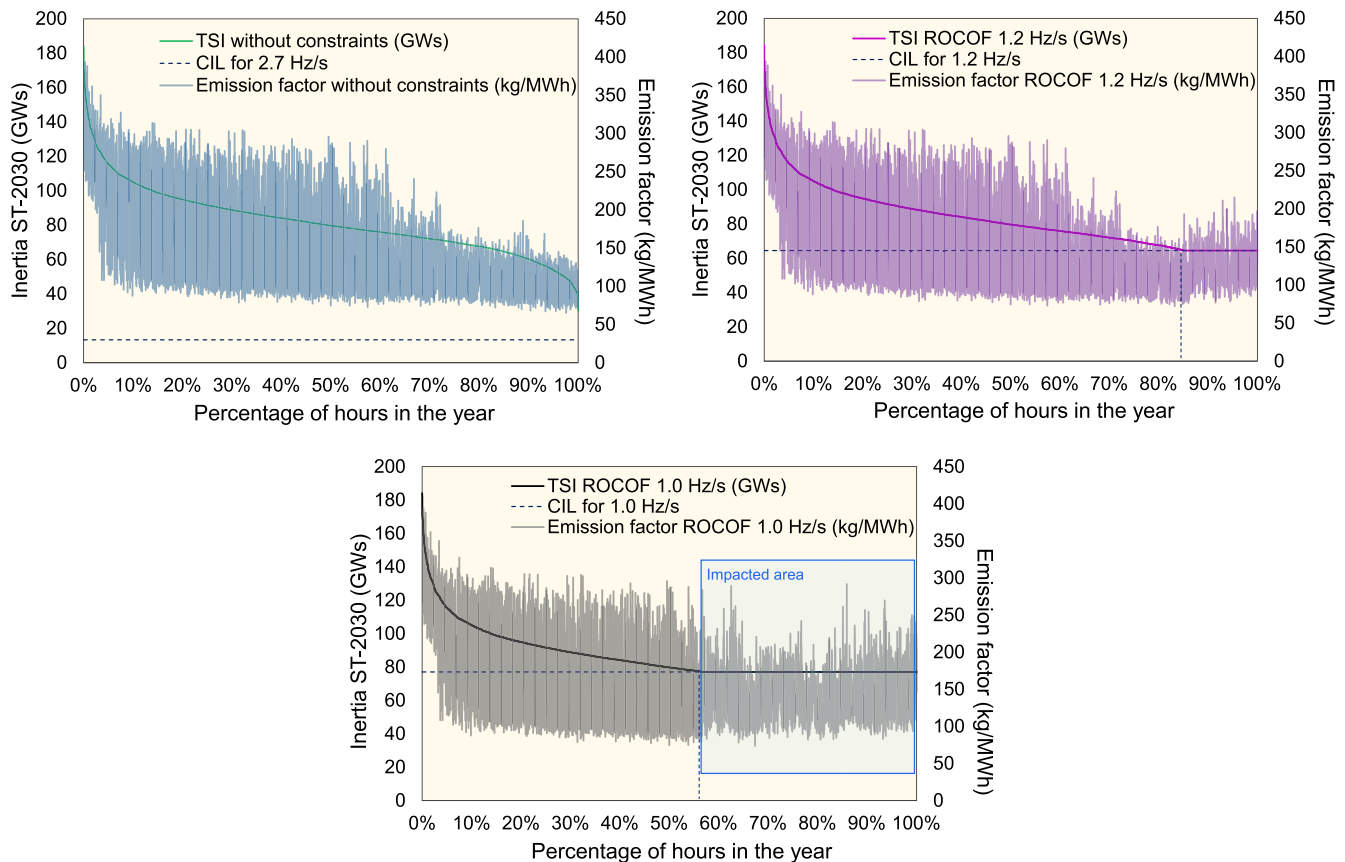 200
180
160
140
120
100
80
60
40
20
0
Inertia ST-2030 (GWs)
TSI without constraints (GWs)
CIL for 2.7 Hz/s
Emission factor without constraints (kg/MWh)
450
400
350
300
250
200
150
100
50
0
Emission factor
(kg/MWh)
0% 10% 20% 30% 40% 50% 60% 70% 80% 90% 100%
Percentage of hours in the year
200
180
160
140
120
100
80
60
40
20
0
Inertia ST-2030 (GWs)
TSI ROCOF 1.2 Hz/s (GWs)
CIL for 1.2 Hz/s
Emission factor ROCOF 1.2 Hz/s (kg/MWh)
450
400
350
300
250
200
150
100
50
0
Emission factor
(kg/MWh)
0% 10% 20% 30% 40% 50% 60% 70% 80% 90% 100%
Percentage of hours in the year
200
180
160
140
120
100
80
60
40
20
0
Inertia ST-2030 (GWs)
TSI ROCOF 1.0 Hz/s (GWs)
CIL for 1.0 Hz/s
Emission factor ROCOF 1.0 Hz/s (kg/MWh)
Impacted area
450
400
350
300
250
200
150
100
50
0
Emission factor
(kg/MWh)
0% 10% 20% 30% 40% 50% 60% 70% 80% 90% 100%
Percentage of hours in the year